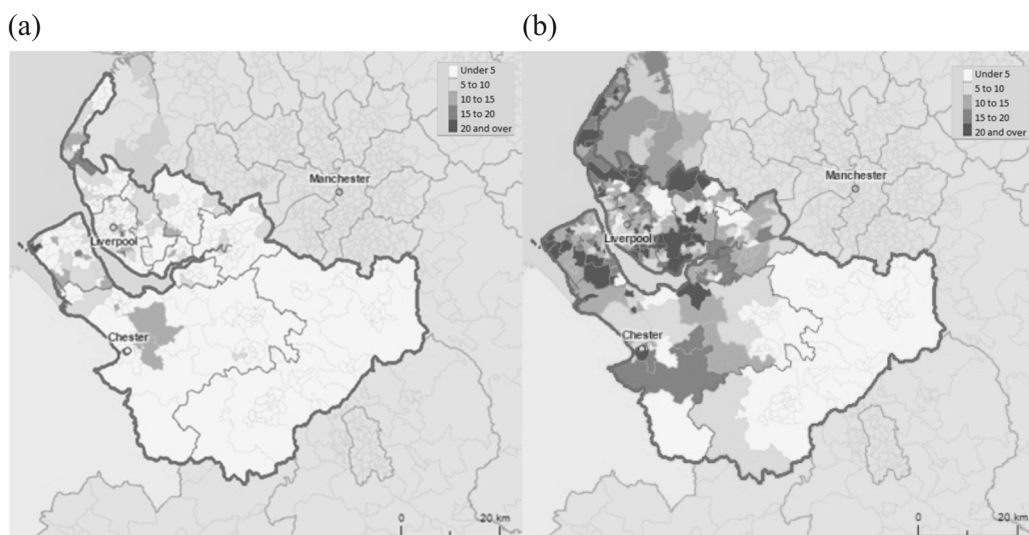 (a)
(b)
Under 5
5 to 10
10 to 15
15 to 20
20 and over
Manchester
Liverpool
Chester
0 20 km
Under 5
5 to 10
10 to 15
15 to 20
20 and over
Manchester
Liverpool
Chester
0 20 km